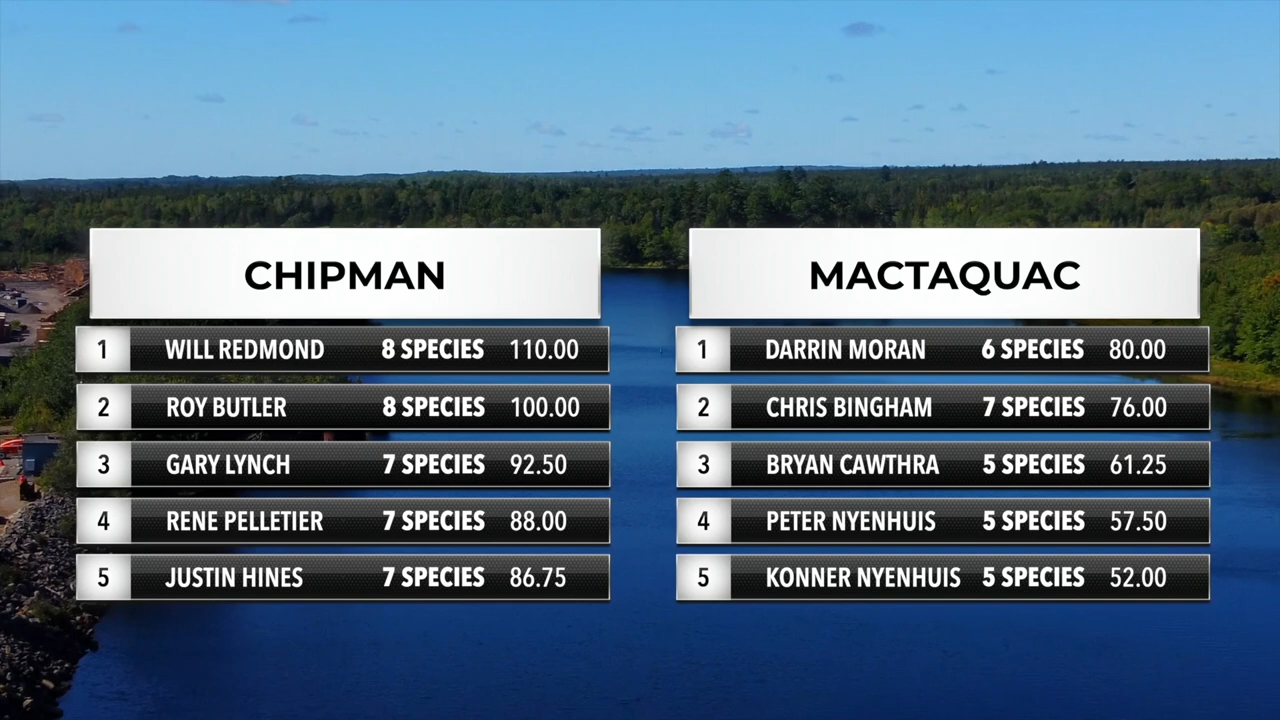 CHIPMAN
1 WILL REDMOND 8 SPECIES 110.00
2 ROY BUTLER 8 SPECIES 100.00
3 GARY LYNCH 7 SPECIES 92.50
4 RENE PELLETIER 7 SPECIES 88.00
5 JUSTIN HINES 7 SPECIES 86.75
MACTAQUAC
1 DARRIN MORAN 6 SPECIES 80.00
2 CHRIS BINGHAM 7 SPECIES 76.00
3 BRYAN CAWTHRA 5 SPECIES 61.25
4 PETER NYENHUIS 5 SPECIES 57.50
5 KONNER NYENHUIS 5 SPECIES 52.00